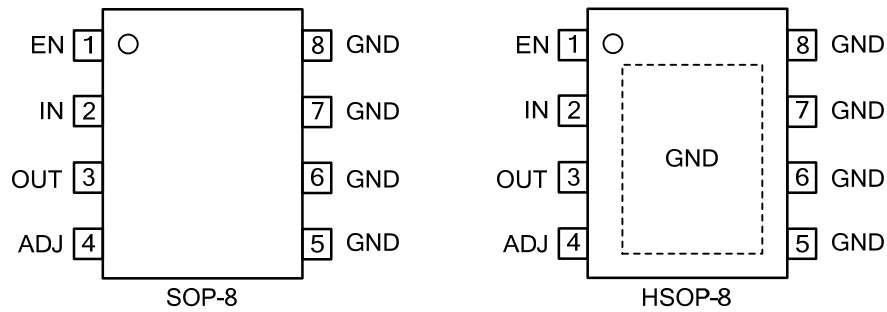 EN 1 8 GND
IN 2 7 GND
OUT 3 6 GND
ADJ 4 5 GND
SOP-8
EN 1 8 GND
IN 2 7 GND
OUT 3 6 GND
ADJ 4 5 GND
GND
HSOP-8